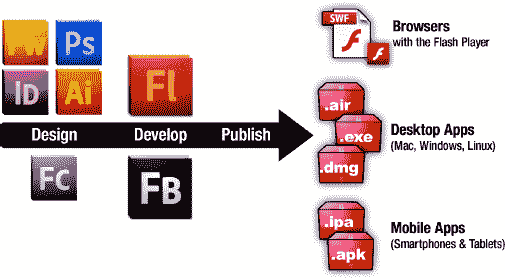 Ps
ID
Ai
Fl
Design
Develop
Publish
FC
FB
SWF
Browsers
with the Flash Player
.air
.exe
.dmg
Desktop Apps
(Mac, Windows, Linux)
.ipa
.apk
Mobile Apps
(Smartphones & Tablets)